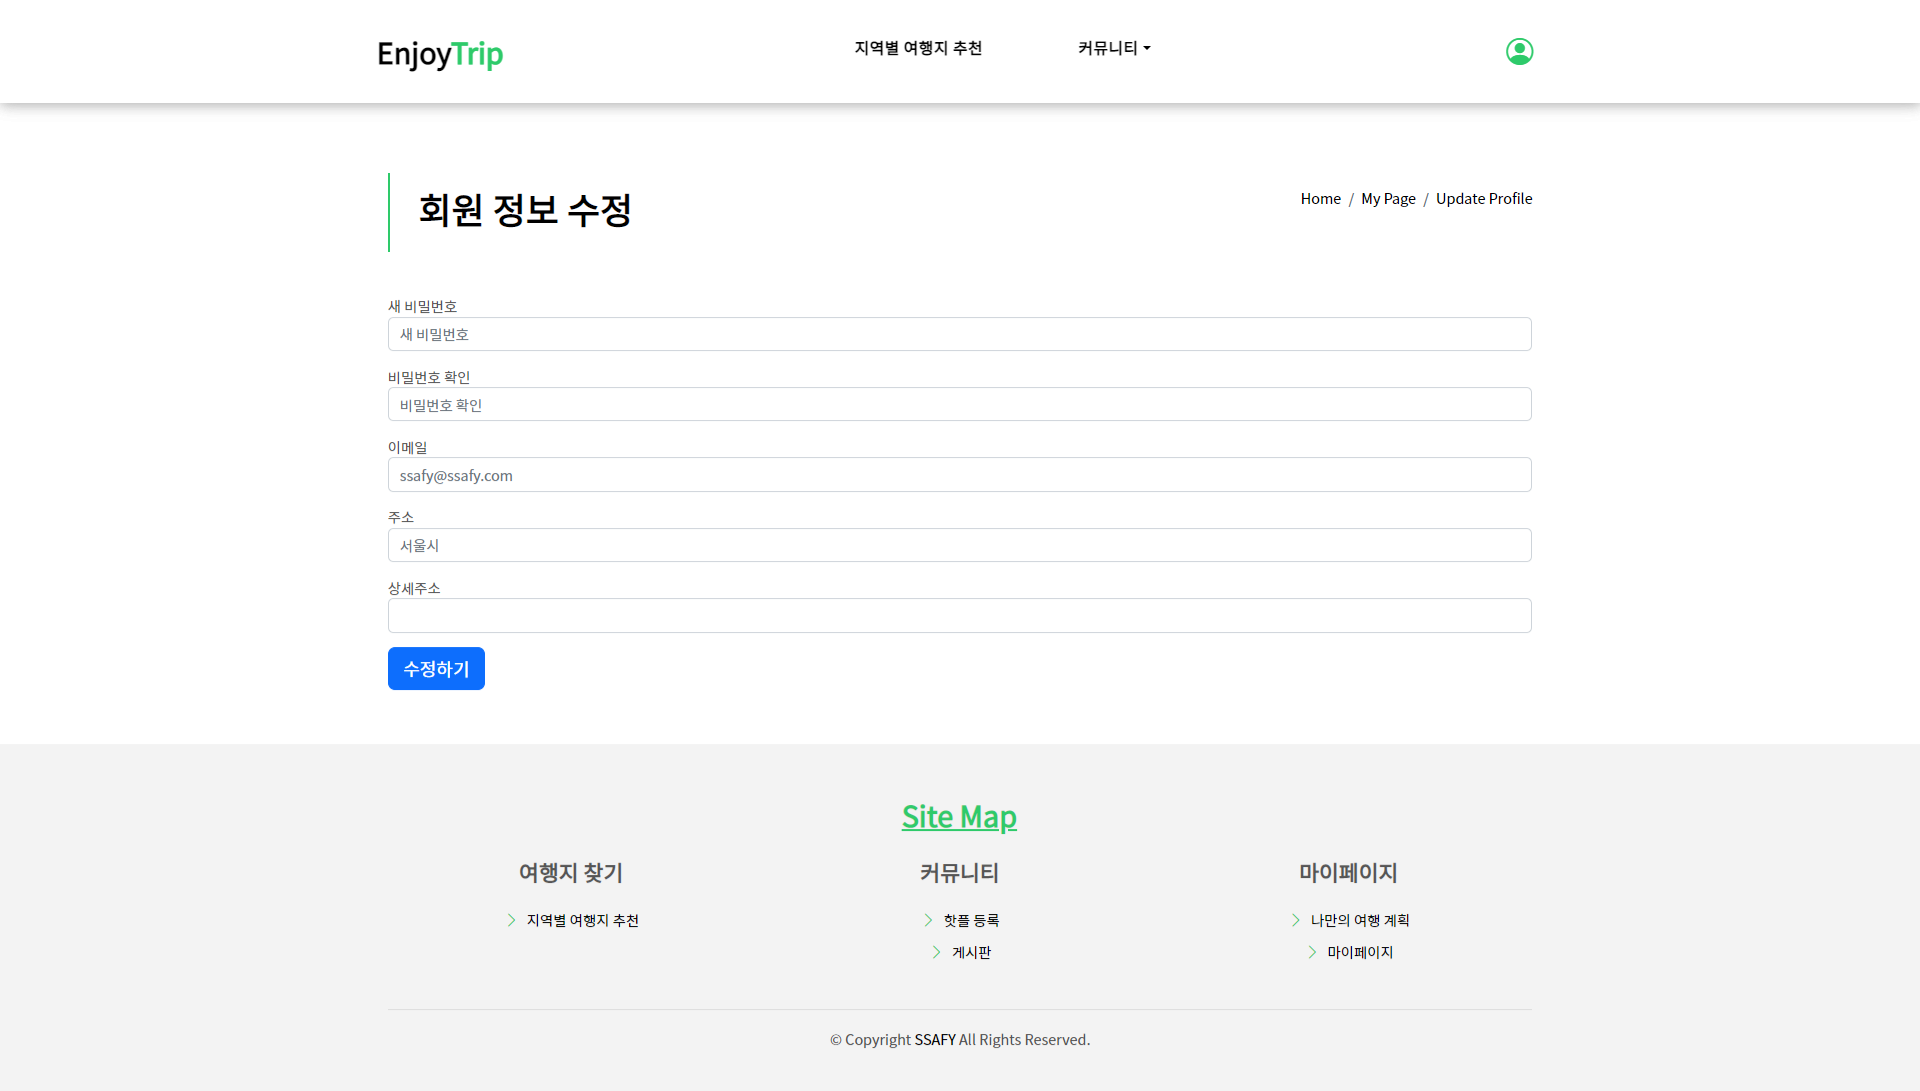 EnjoyTrip
지역별 여행지 추천
커뮤니티
회원 정보 수정
Home / My Page / Update Profile
새 비밀번호
새 비밀번호
비밀번호 확인
비밀번호 확인
이메일
ssafy@ssafy.com
주소
서울시
상세주소
수정하기
Site Map
여행지 찾기
지역별 여행지 추천
커뮤니티
핫플 등록
게시판
마이페이지
나만의 여행 계획
마이페이지
© Copyright SSAFY All Rights Reserved.